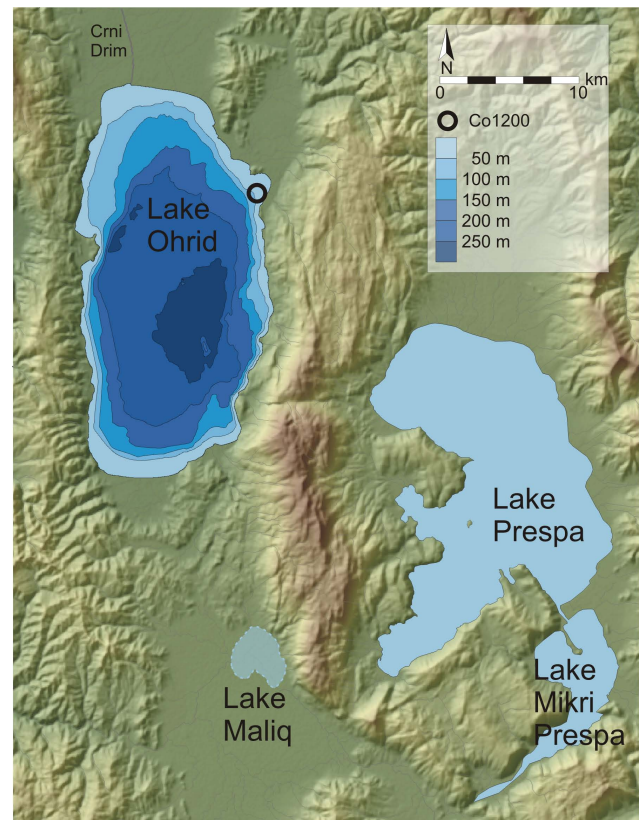 Crni
Drim
N
km
0
10
Co1200
50 m
100 m
150 m
200 m
250 m
Lake
Ohrid
Lake
Prespa
Lake
Mikri
Prespa
Lake
Maliq